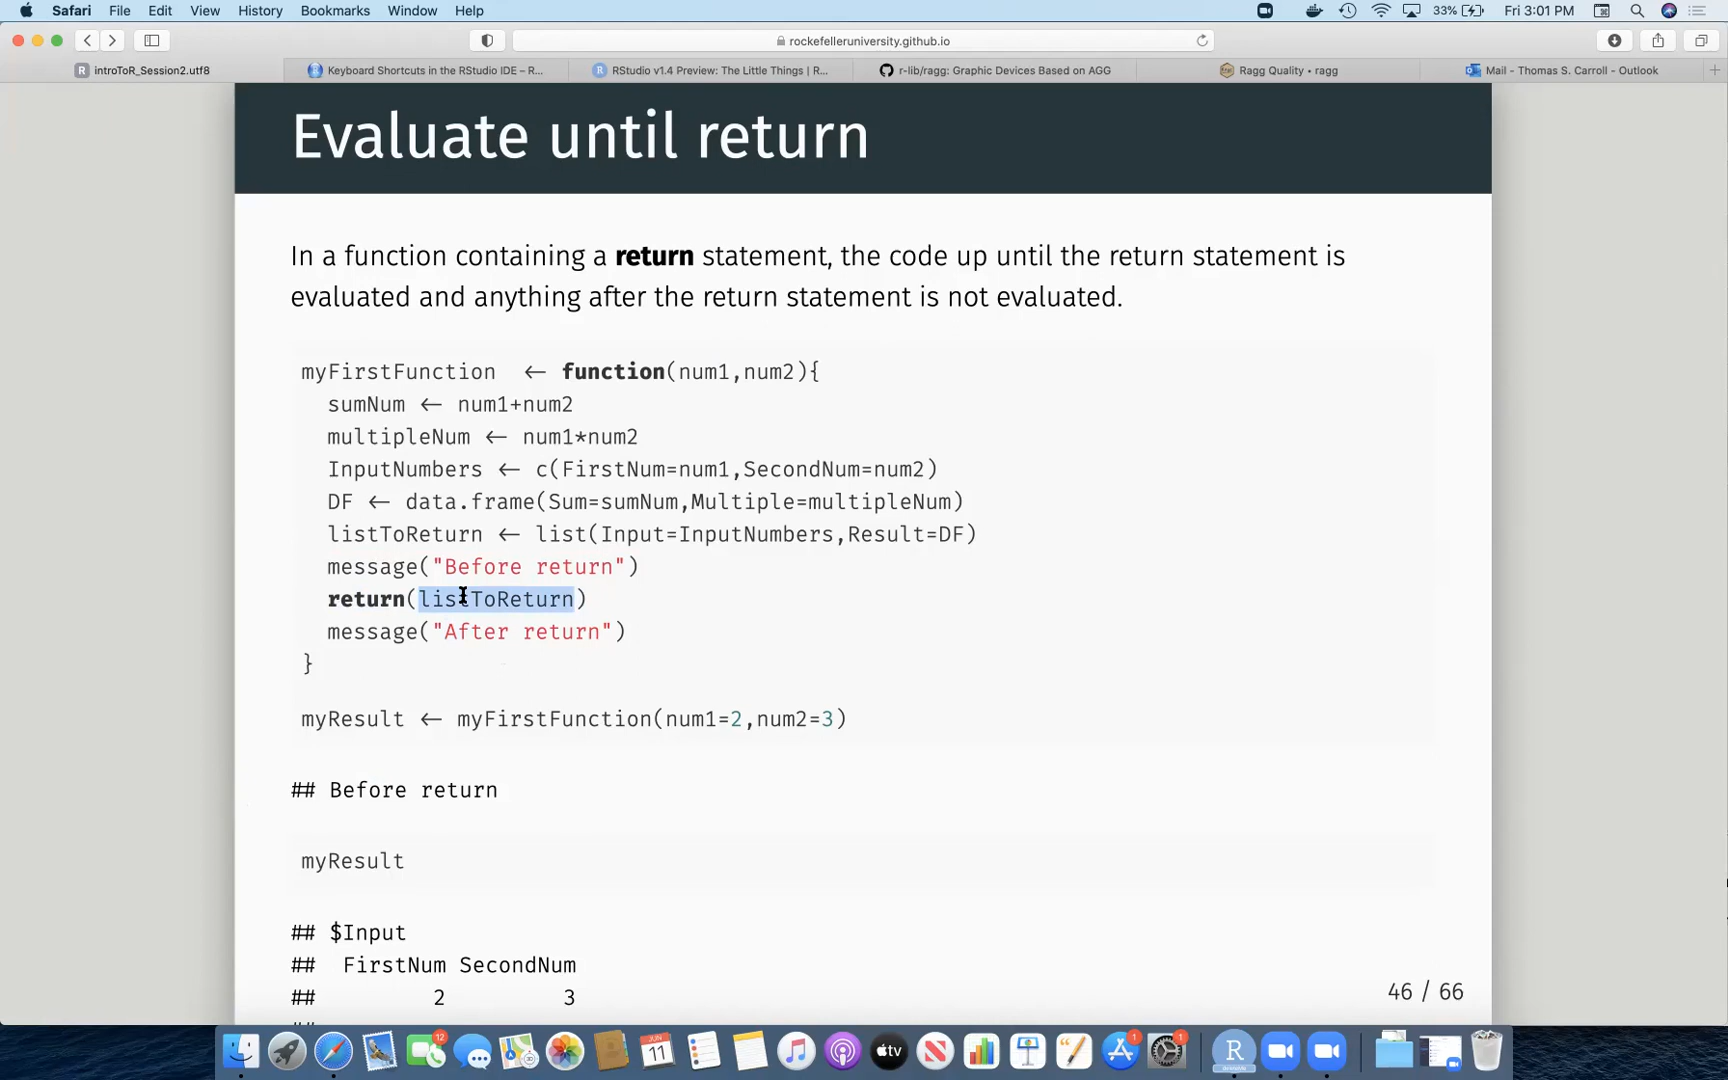 Safari File Edit View History Bookmarks Window Help 33% Fri 3:01 PM
rockefelleruniversity.github.io
introToR_Session2.utf8 Keyboard Shortcuts in the RStudio IDE – R... RStudio v1.4 Preview: The Little Things | R... r-lib/ragg: Graphic Devices Based on AGG Ragg Quality • ragg Mail - Thomas S. Carroll - Outlook
Evaluate until return
In a function containing a return statement, the code up until the return statement is
evaluated and anything after the return statement is not evaluated.
myFirstFunction <- function(num1,num2){
sumNum <- num1+num2
multipleNum <- num1*num2
InputNumbers <- c(FirstNum=num1,SecondNum=num2)
DF <- data.frame(Sum=sumNum,Multiple=multipleNum)
listToReturn <- list(Input=InputNumbers,Result=DF)
message("Before return")
return(listToReturn)
message("After return")
}
myResult <- myFirstFunction(num1=2,num2=3)
## Before return
myResult
## $Input
## FirstNum SecondNum
## 2 3
##
46 / 66
12 JUN 11 tv 1 1 R